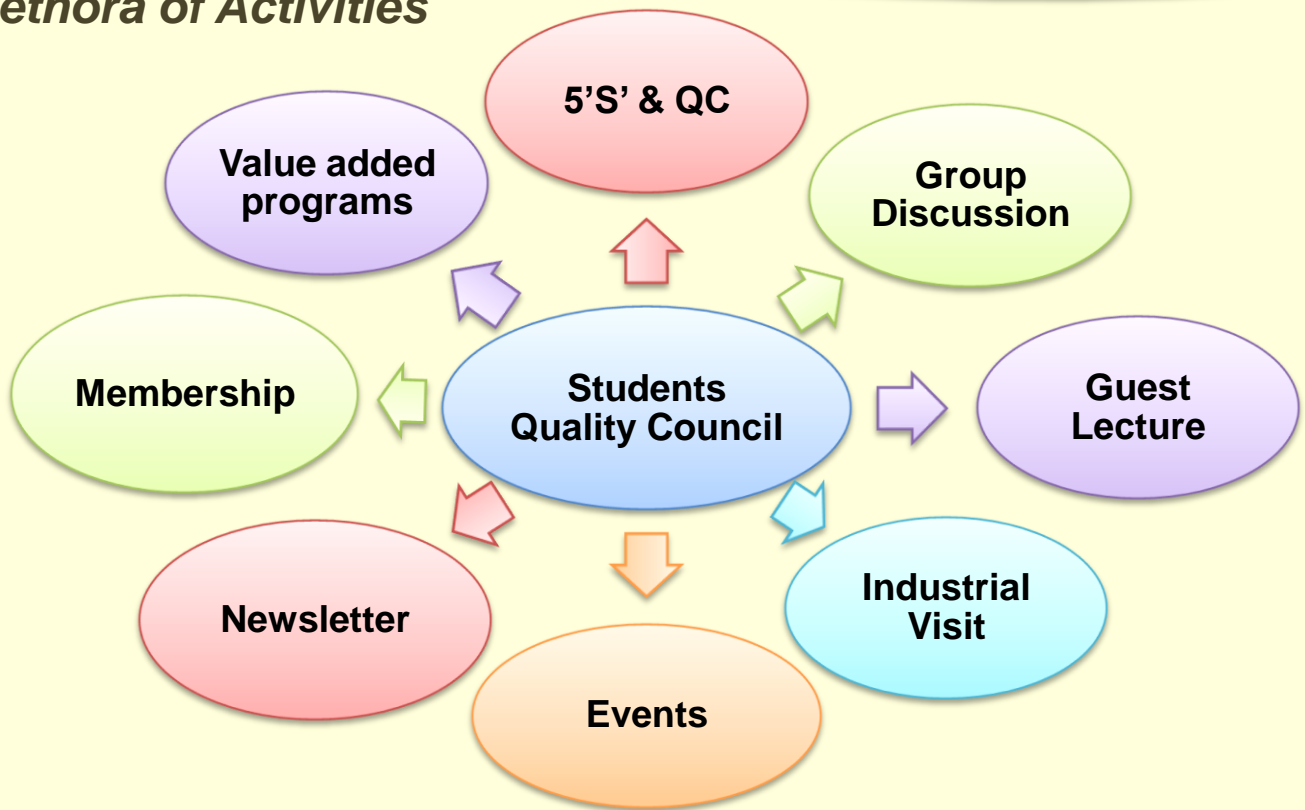 ethora of Activities
5’S’ & QC
Value added
programs
Group
Discussion
Membership
Students
Quality Council
Guest
Lecture
Newsletter
Industrial
Visit
Events